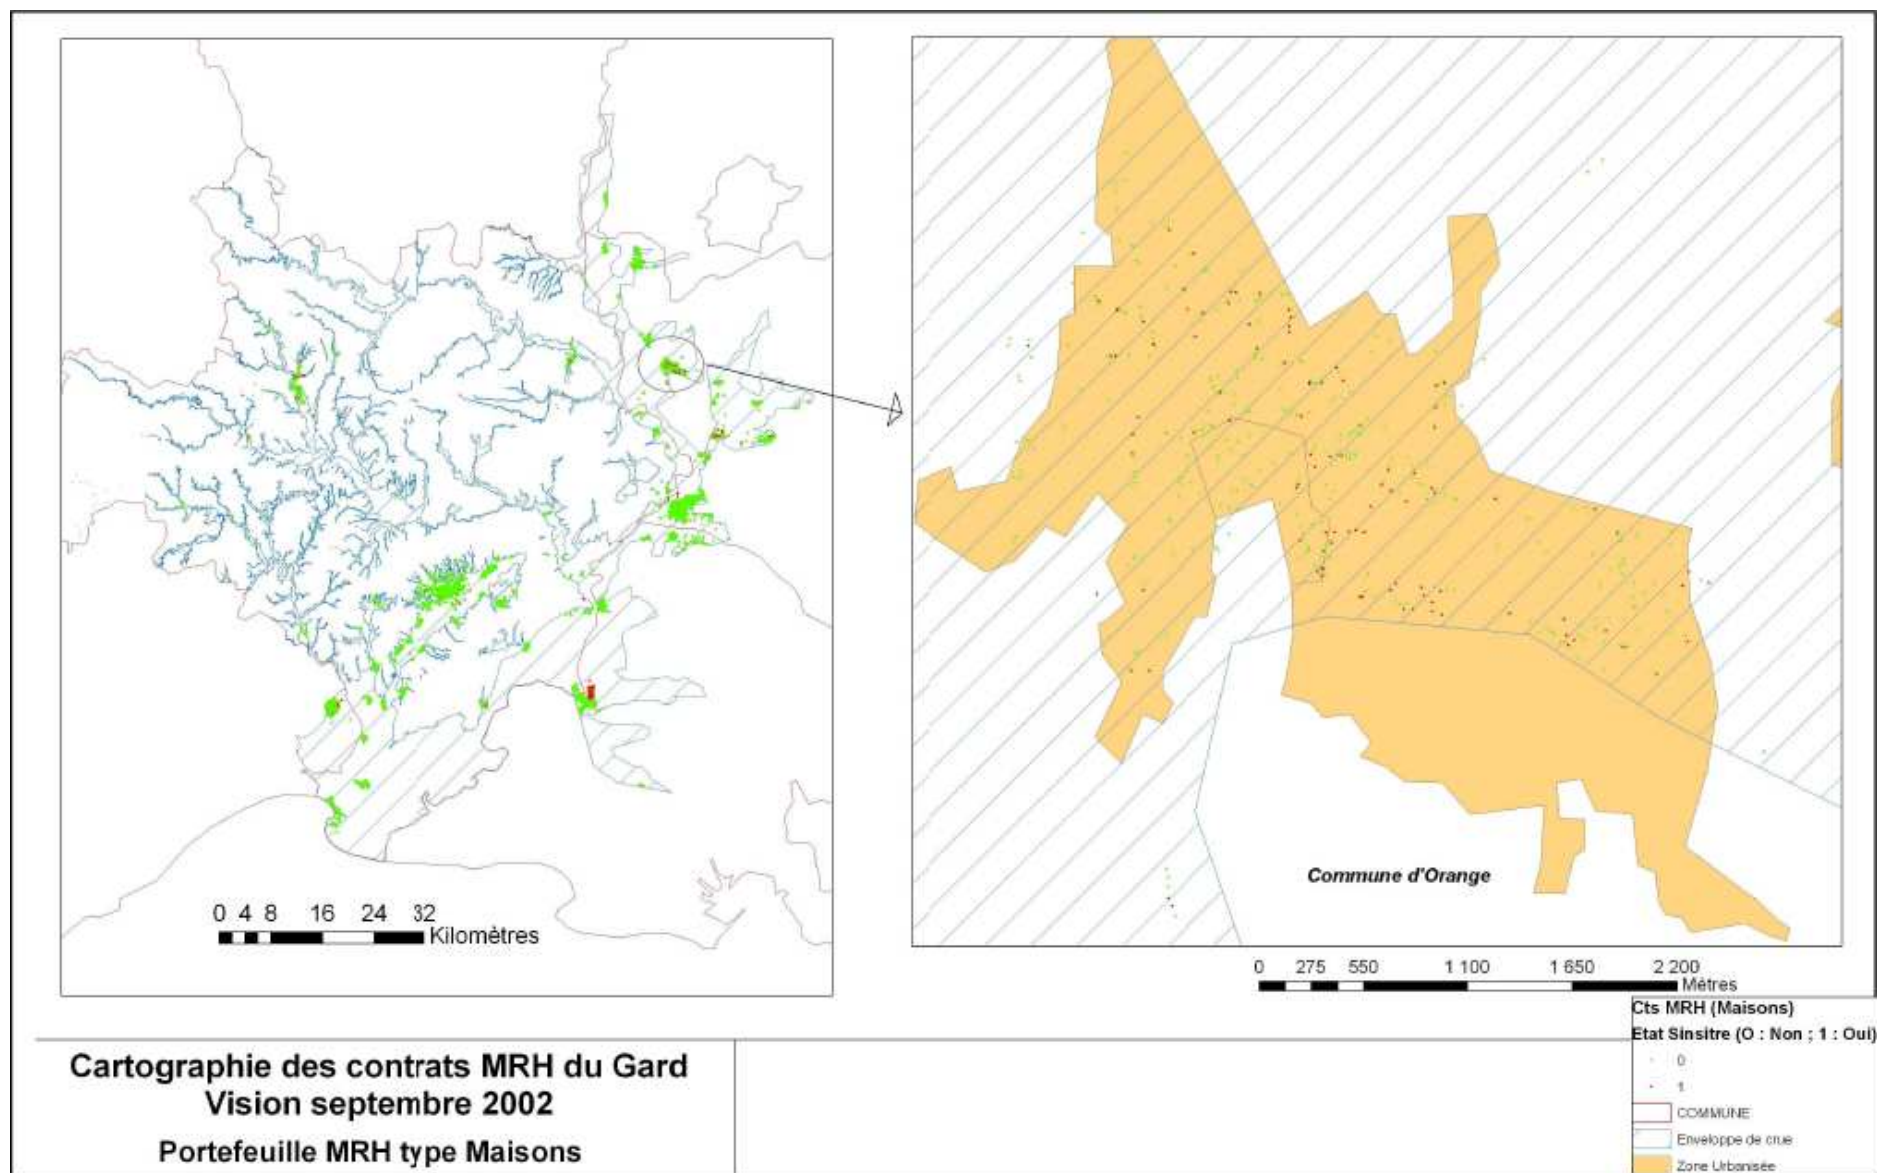 0 4 8 16 24 32
Kilomètres
Commune d'Orange
0 275 550 1 100 1 650 2 200
Mètres
Cts MRH (Maisons)
Etat Sinsitre (O : Non ; 1 : Oui)
0
1
COMMUNE
Enveloppe de crue
Zone Urbanisée
Cartographie des contrats MRH du Gard
Vision septembre 2002
Portefeuille MRH type Maisons